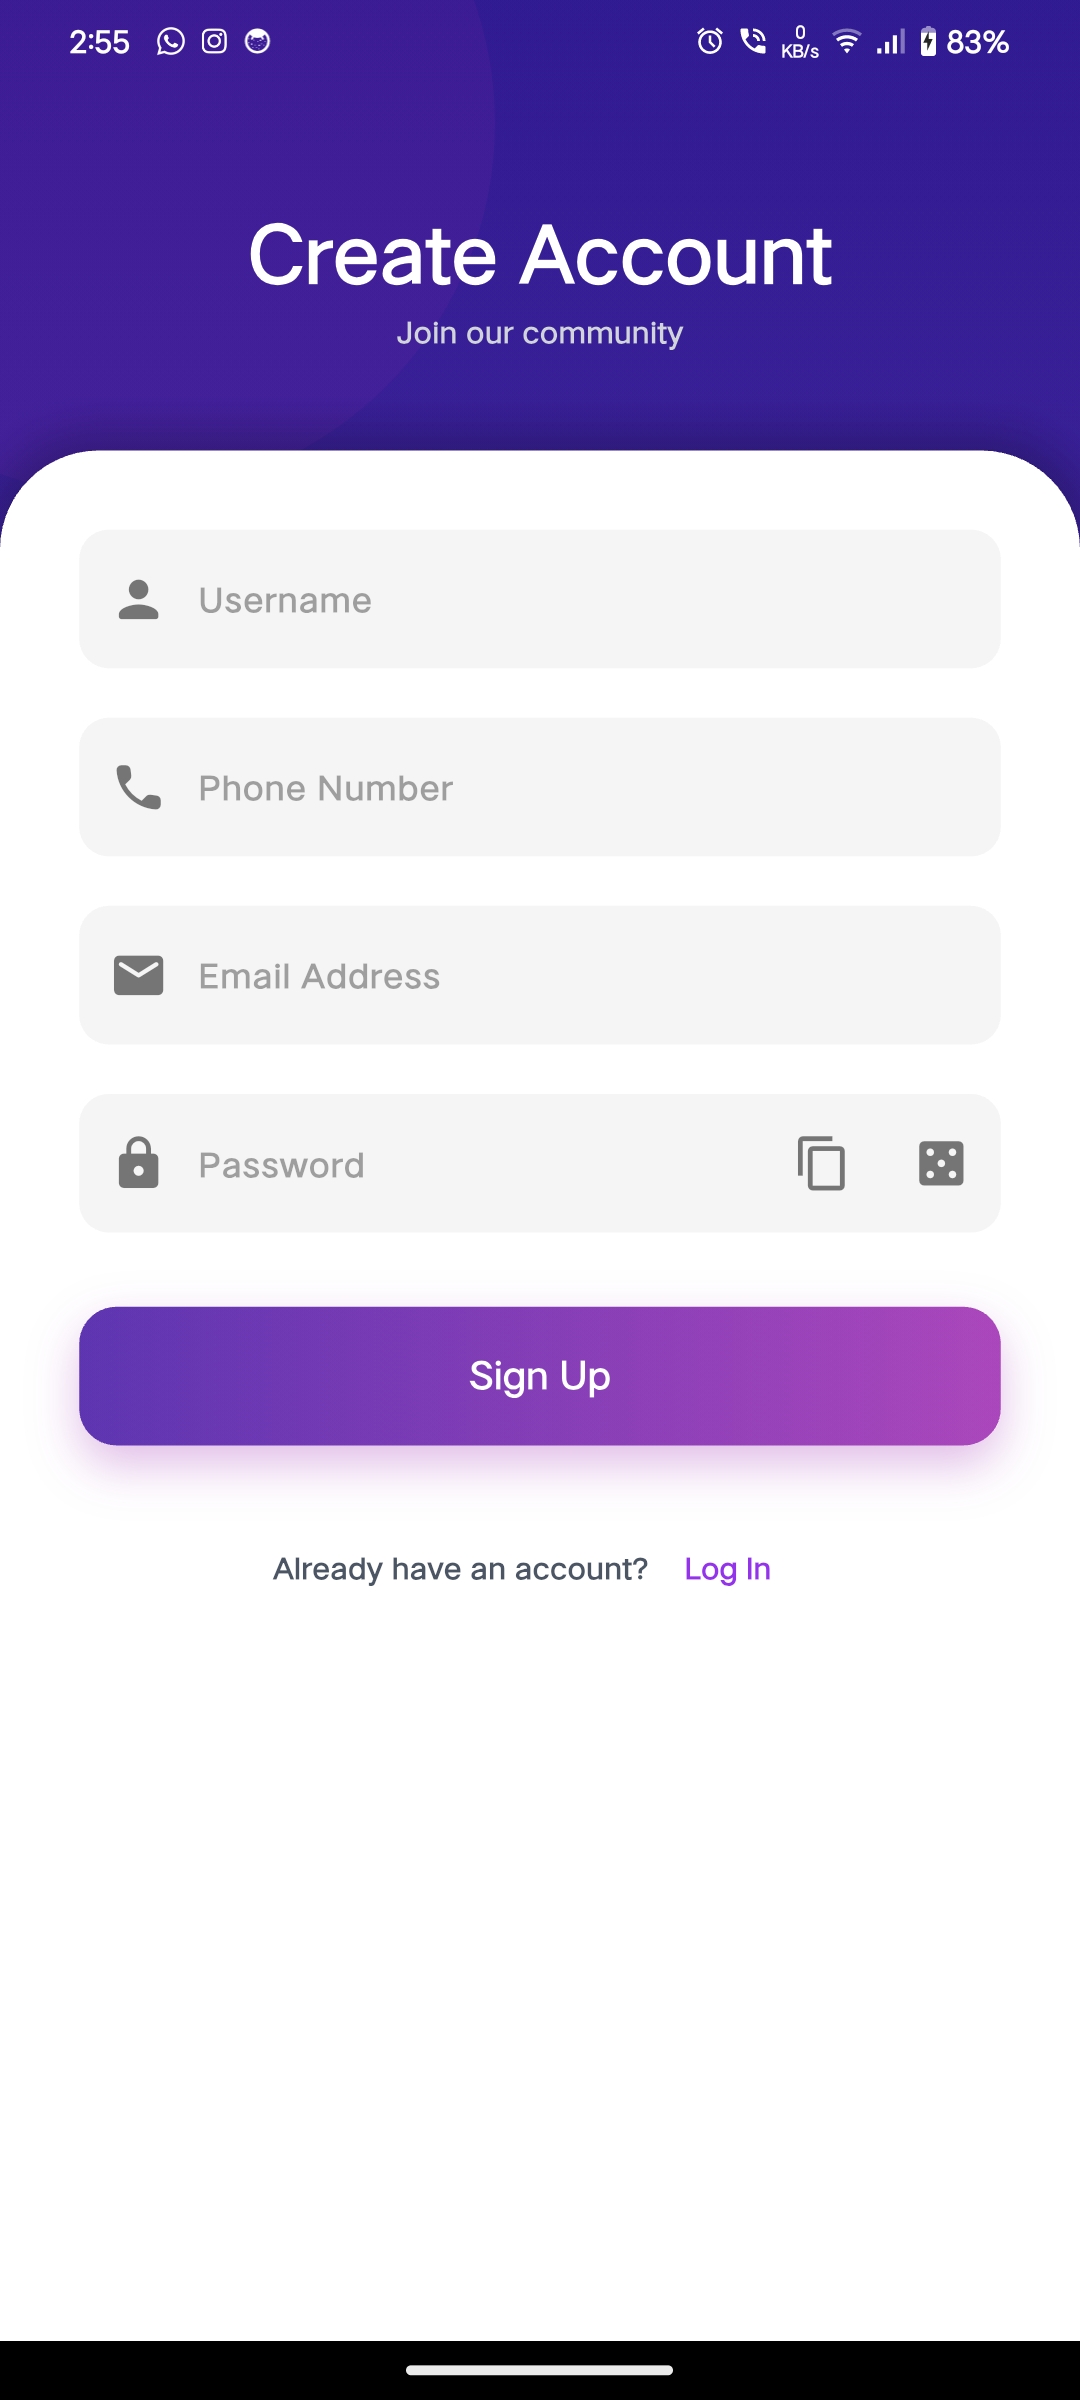 2:55 0 KB/s 83%
Create Account
Join our community
Username
Phone Number
Email Address
Password
Sign Up
Already have an account? Log In